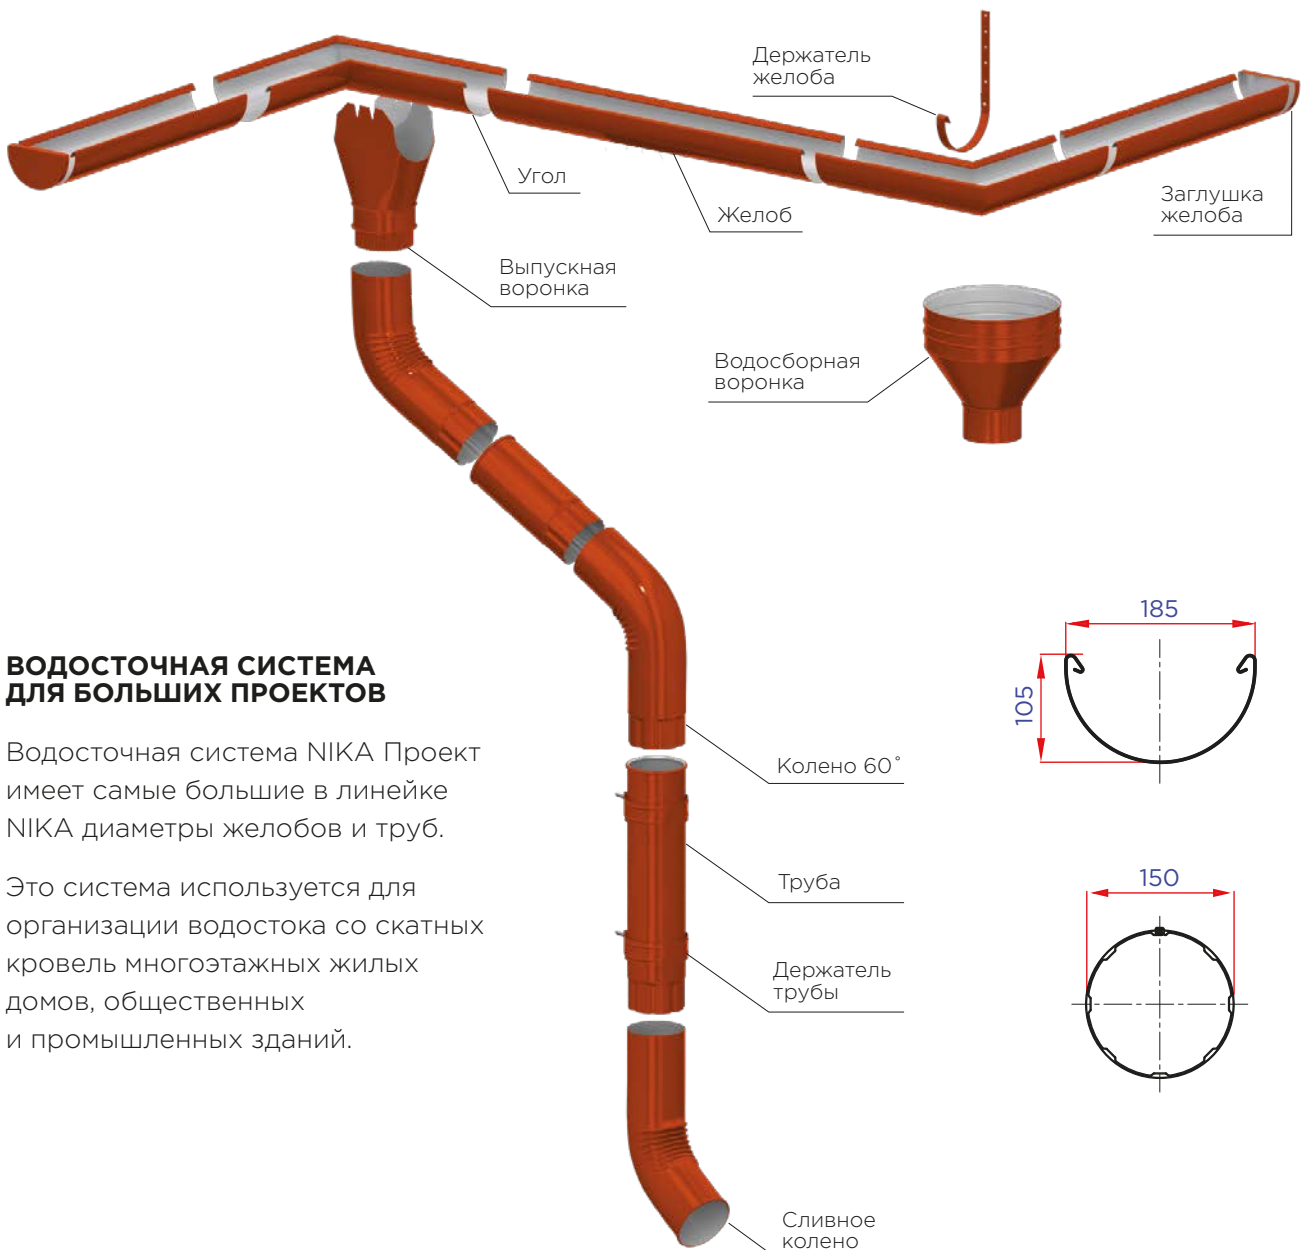 Держатель
желоба
Угол
Желоб
Заглушка
желоба
Выпускная
воронка
Водосборная
воронка
ВОДОСТОЧНАЯ СИСТЕМА
ДЛЯ БОЛЬШИХ ПРОЕКТОВ
Водосточная система NIKA Проект
имеет самые большие в линейке
NIKA диаметры желобов и труб.
Это система используется для
организации водостока со скатных
кровель многоэтажных жилых
домов, общественных
и промышленных зданий.
185
105
Колено 60˚
Труба
150
Держатель
трубы
Сливное
колено